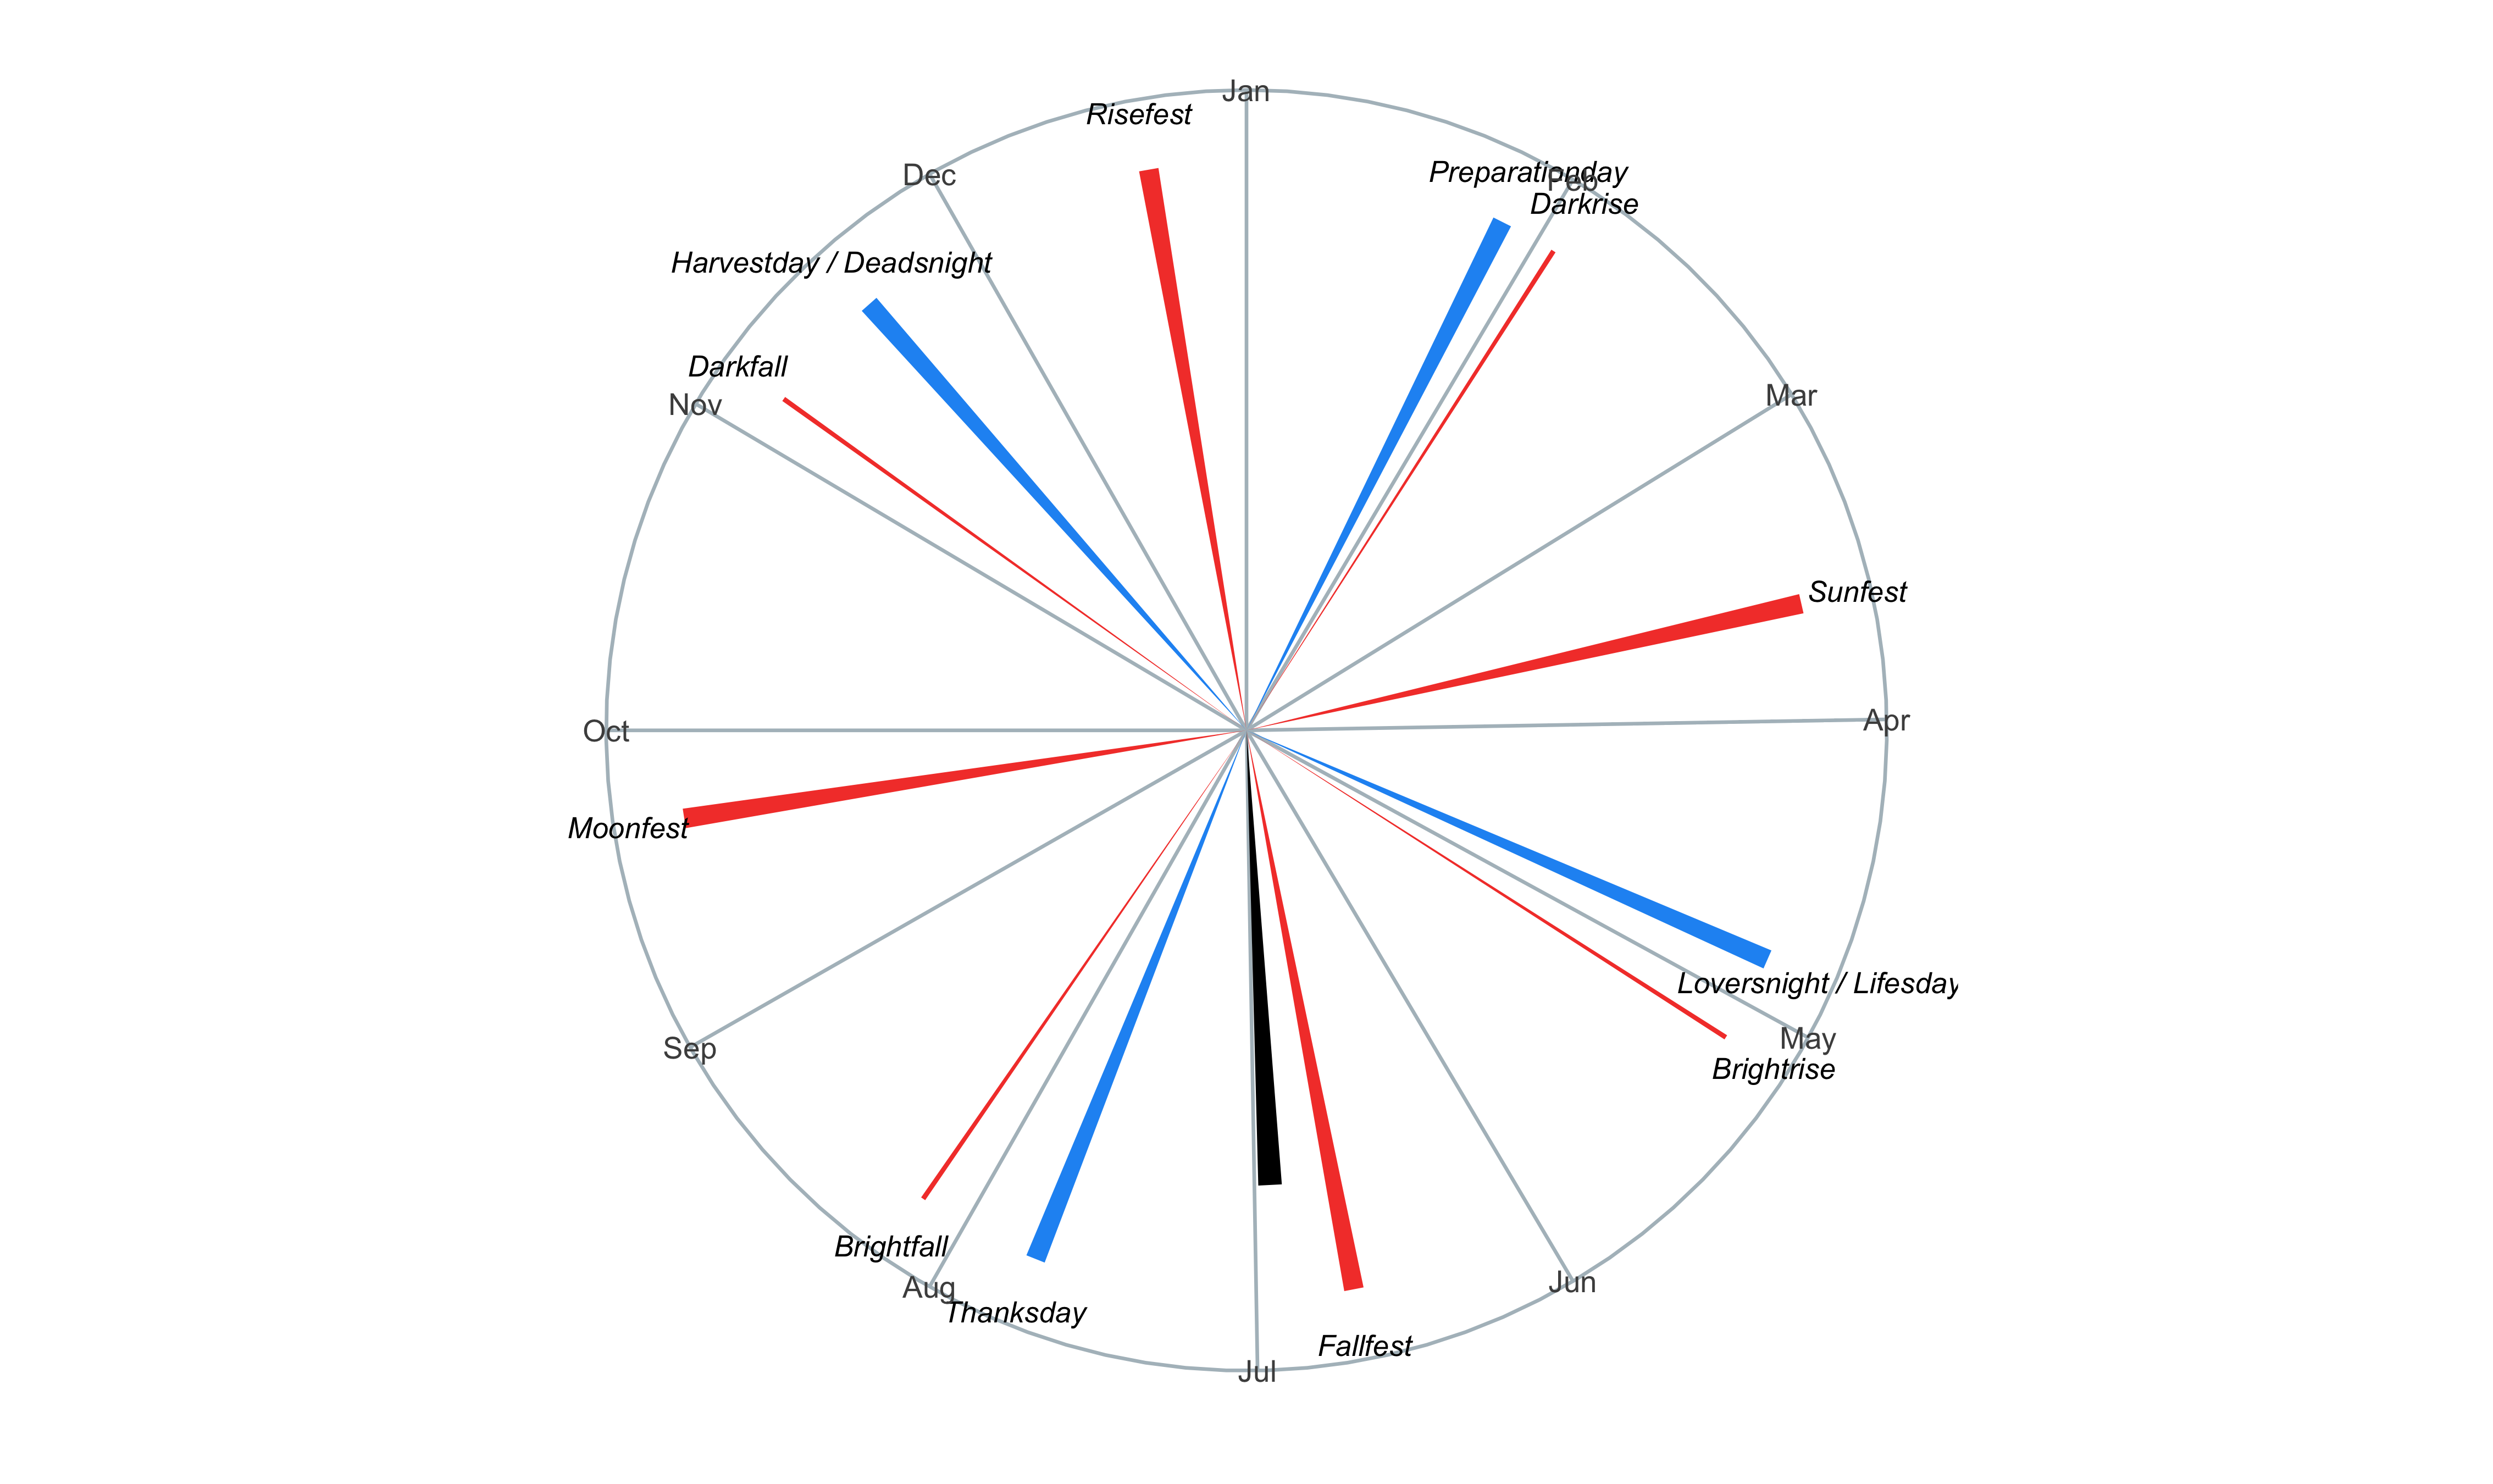 Jan
Risefest
Preparationday
Dec
Feb
Darkrise
Harvestday / Deadsnight
Darkfall
Mar
Nov
Sunfest
Apr
Oct
Moonfest
Loversnight / Lifesday
May
Sep
Brightrise
Brightfall
Jun
Aug
Thanksday
Fallfest
Jul